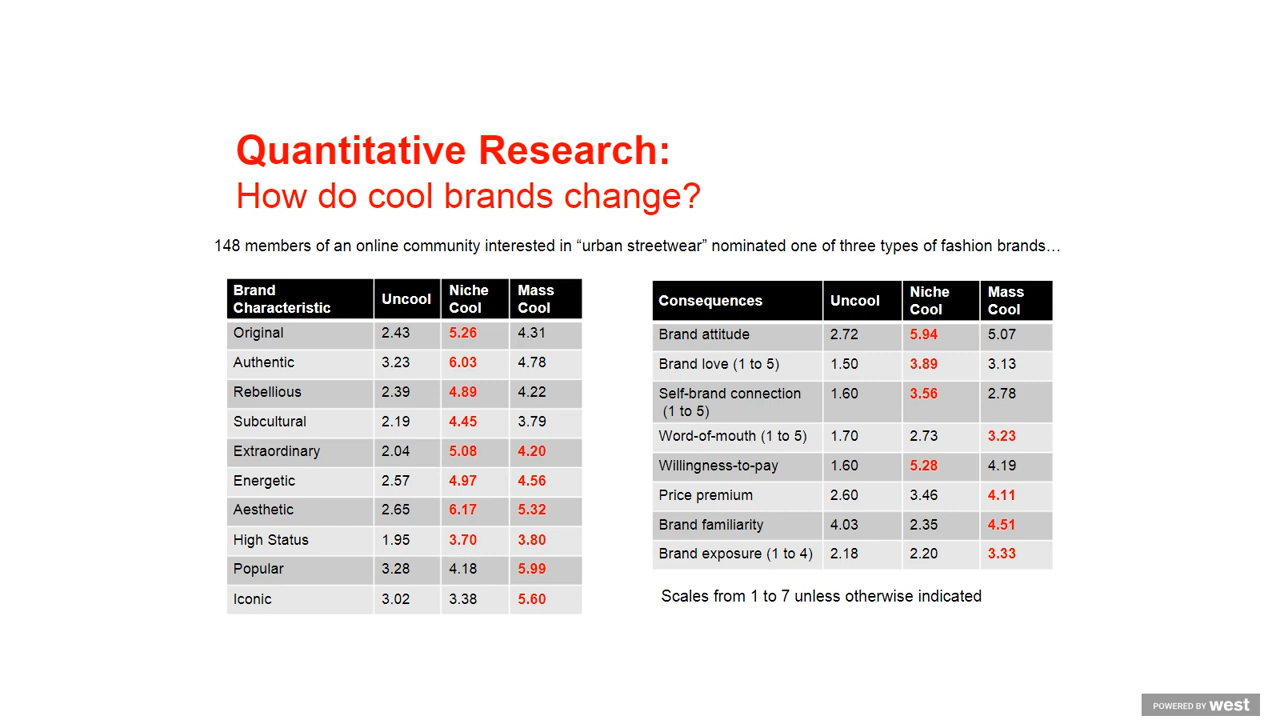 Quantitative Research:
How do cool brands change?
148 members of an online community interested in “urban streetwear” nominated one of three types of fashion brands…
Brand Characteristic Uncool Niche Cool Mass Cool
Original 2.43 5.26 4.31
Authentic 3.23 6.03 4.78
Rebellious 2.39 4.89 4.22
Subcultural 2.19 4.45 3.79
Extraordinary 2.04 5.08 4.20
Energetic 2.57 4.97 4.56
Aesthetic 2.65 6.17 5.32
High Status 1.95 3.70 3.80
Popular 3.28 4.18 5.99
Iconic 3.02 3.38 5.60
Consequences Uncool Niche Cool Mass Cool
Brand attitude 2.72 5.94 5.07
Brand love (1 to 5) 1.50 3.89 3.13
Self-brand connection (1 to 5) 1.60 3.56 2.78
Word-of-mouth (1 to 5) 1.70 2.73 3.23
Willingness-to-pay 1.60 5.28 4.19
Price premium 2.60 3.46 4.11
Brand familiarity 4.03 2.35 4.51
Brand exposure (1 to 4) 2.18 2.20 3.33
Scales from 1 to 7 unless otherwise indicated
POWERED BY west